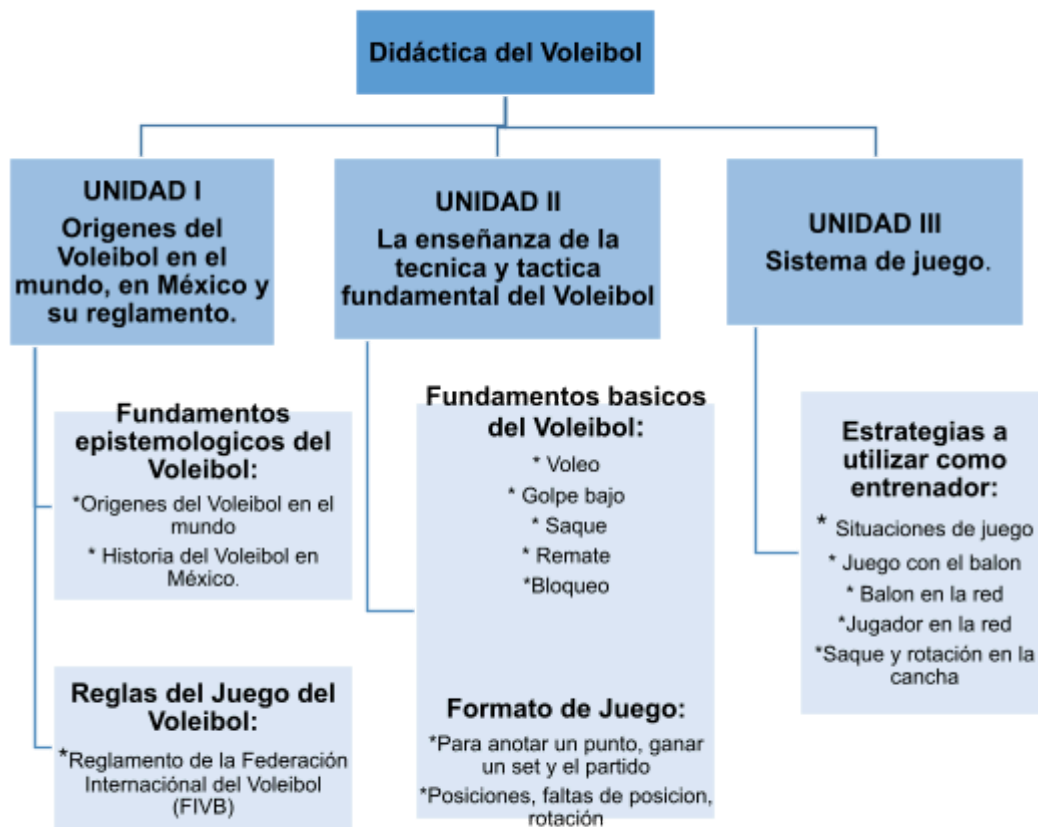 Didáctica del Voleibol
UNIDAD I
Origenes del
Voleibol en el
mundo, en México y
su reglamento.
Fundamentos
epistemologicos del
Voleibol:
*Origenes del Voleibol en el
mundo
* Historia del Voleibol en
México.
Reglas del Juego del
Voleibol:
*Reglamento de la Federación
Internaciónal del Voleibol
(FIVB)
UNIDAD II
La enseñanza de la
tecnica y tactica
fundamental del Voleibol
Fundamentos basicos
del Voleibol:
* Voleo
* Golpe bajo
* Saque
* Remate
*Bloqueo
Formato de Juego:
*Para anotar un punto, ganar
un set y el partido
*Posiciones, faltas de posicion,
rotación
UNIDAD III
Sistema de juego.
Estrategias a
utilizar como
entrenador:
* Situaciones de juego
* Juego con el balon
* Balon en la red
*Jugador en la red
*Saque y rotación en la
cancha